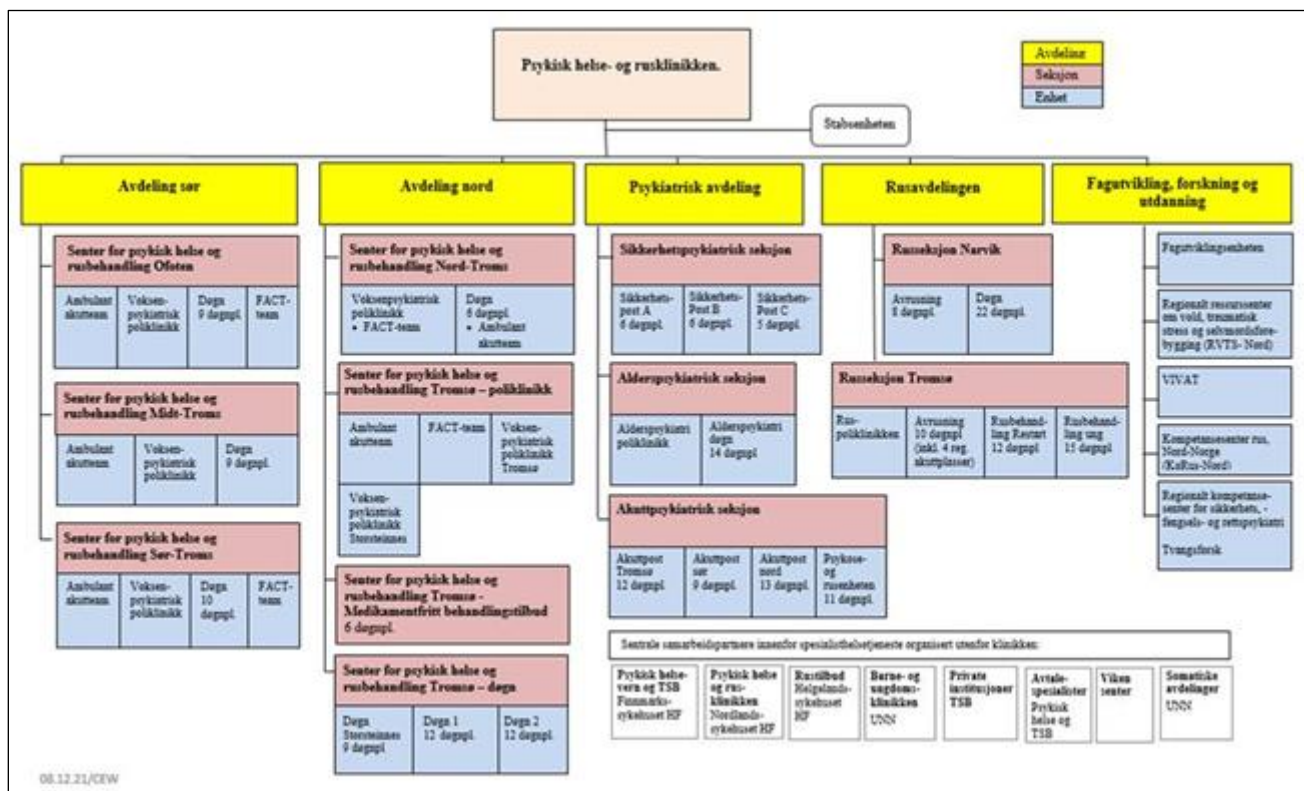 Psykisk helse- og rusklinikken.
Avdeling
Seksjon
Enhet
Stabsenheten
Avdeling sør
Avdeling nord
Psykiatrisk avdeling
Rusavdelingen
Fagutvikling, forskning og
utdanning
Senter for psykisk helse og
rusbehandling Ofoten
Ambulant
akutteam
Voksen-
psykiatrisk
poliklinikk
Døgn
9 døgnpl.
FACT-
team
Senter for psykisk helse og
rusbehandling Midt-Troms
Ambulant
akutteam
Voksen-
psykiatrisk
poliklinikk
Døgn
9 døgnpl.
Senter for psykisk helse og
rusbehandling Sør-Troms
Ambulant
akutteam
Voksen-
psykiatrisk
poliklinikk
Døgn
10
døgnpl.
FACT-
team
Senter for psykisk helse og
rusbehandling Nord-Troms
Voksenpsykiatrisk
poliklinikk
• FACT-team
Døgn
6 døgnpl.
• Ambulant
akutteam
Senter for psykisk helse og
rusbehandling Tromsø – poliklinikk
Ambulant
akutteam
FACT-team
Voksen-
psykiatrisk
poliklinikk
Tromsø
Voksen-
psykiatrisk
poliklinikk
Storsteinnes
Senter for psykisk helse og
rusbehandling Tromsø -
Medikamentfritt behandlingstilbud
6 døgnpl.
Senter for psykisk helse og
rusbehandling Tromsø – døgn
Døgn
Storsteinnes
9 døgnpl.
Døgn 1
12 døgnpl.
Døgn 2
12 døgnpl.
Sikkerhetspsykiatrisk seksjon
Sikkerhets-
post A
6 døgnpl.
Sikkerhets-
Post B
6 døgnpl.
Sikkerhets-
Post C
5 døgnpl.
Alderspsykiatrisk seksjon
Alderspsykiatri
poliklinikk
Alderspsykiatri
døgn
14 døgnpl
Akuttpsykiatrisk seksjon
Akuttpost
Tromsø
12 døgnpl.
Akuttpost
sør
9 døgnpl.
Akuttpost
nord
13 døgnpl.
Psykose-
og
rusenheten
11 døgnpl.
Russeksjon Narvik
Avrusning
8 døgnpl.
Døgn
22 døgnpl.
Russeksjon Tromsø
Rus-
poliklinikken
Avrusning
10 døgnpl
(inkl. 4 reg.
akuttplasser)
Rusbehand-
ling Restart
12 døgnpl
Rusbehand-
ling ung
15 døgnpl
Fagutviklingsenheten
Regionalt ressurssenter
om vold, traumatisk
stress og selvmordsfore-
bygging (RVTS- Nord)
VIVAT
Kompetansesenter rus,
Nord-Norge
(KoRus-Nord)
Regionalt kompetanse-
senter for sikkerhets, -
fengsels- og rettspsykiatri
Tvangsforsk
Sentrale samarbeidspartnere innenfor spesialisthelsetjeneste organisert utenfor klinikken:
Psykisk helse-
vern og TSB
Finnmarks-
sykehuset HF
Psykisk helse
og rus-
klinikken
Nordlands-
sykehuset HF
Rustilbud
Helgelands-
sykehuset
HF
Barne- og
ungdoms-
klinikken
UNN
Private
institusjoner
TSB
Avtale-
spesialister
Psykisk
helse og
TSB
Viken
senter
Somatiske
avdelinger
UNN
08.12.21/CEW